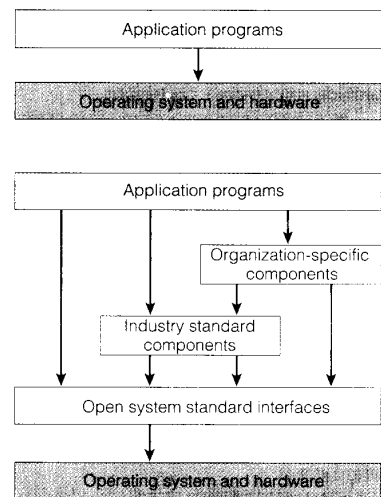 Application programs
Operating system and hardware
Application programs
Organization-specific
components
Industry standard
components
Open system standard interfaces
Operating system and hardware